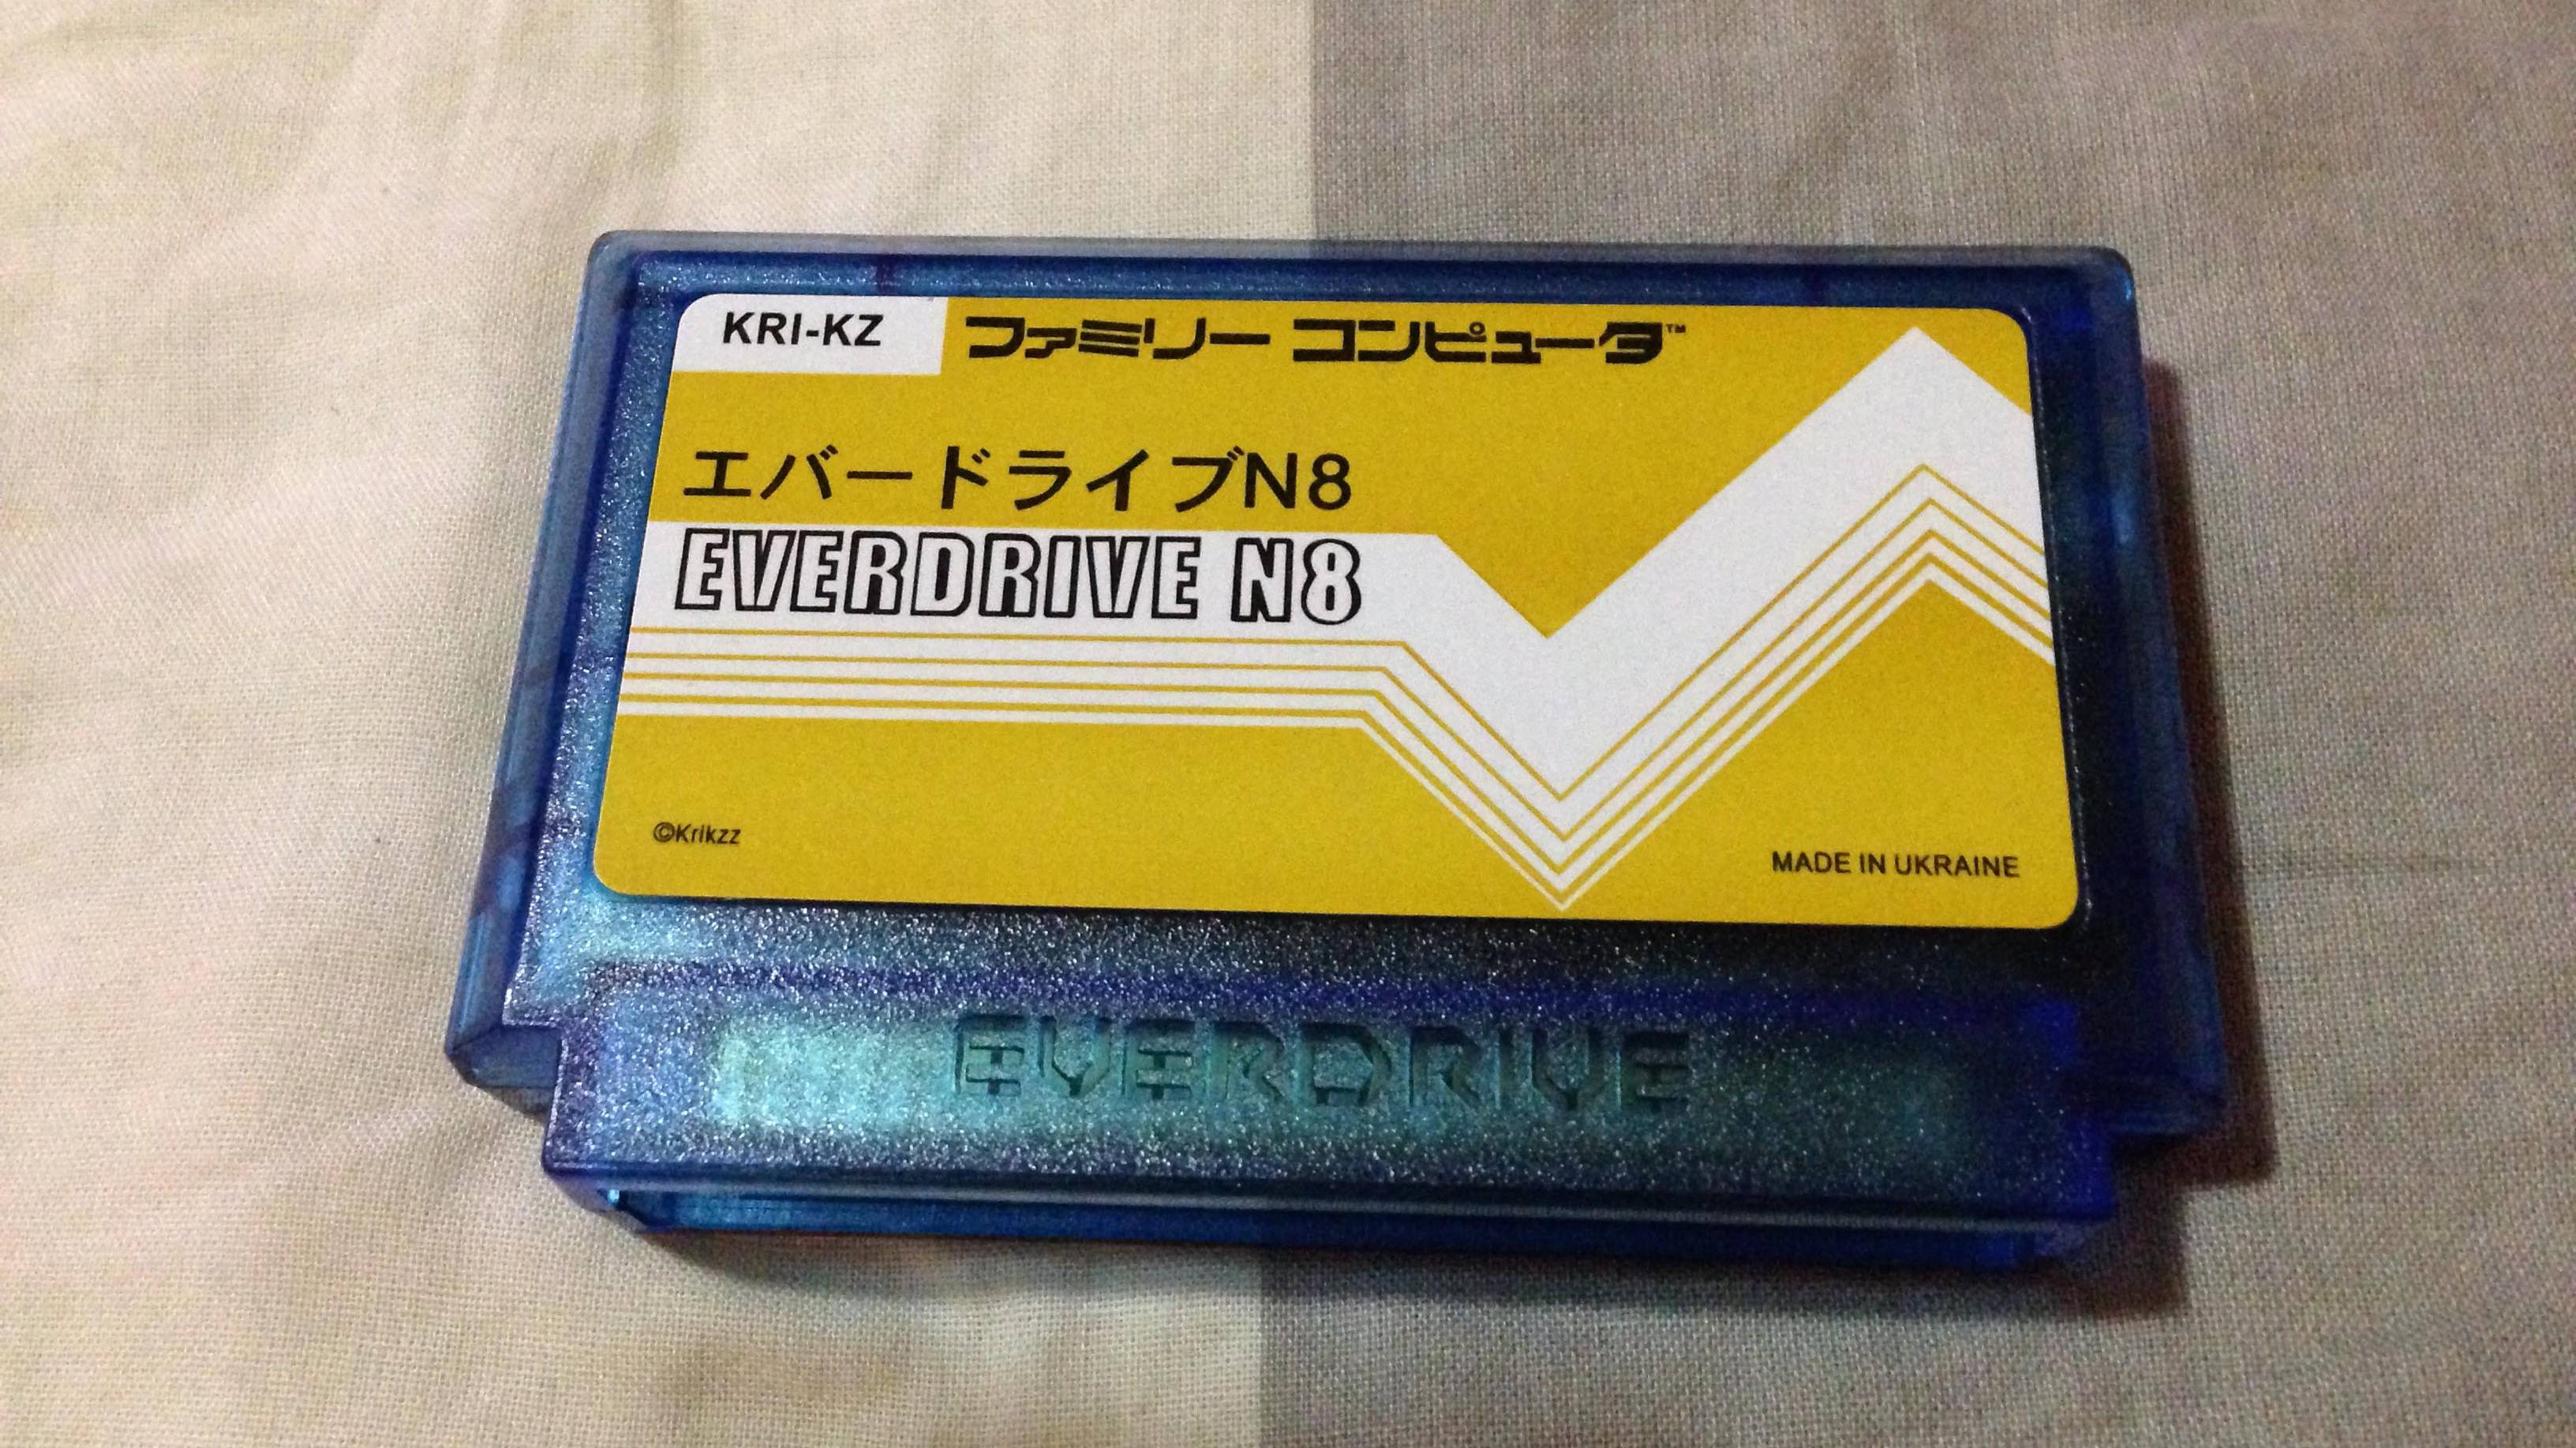 KRI-KZ
ファミリー コンピュータ™
エバードライブN8
EVERDRIVE N8
©Krikzz
MADE IN UKRAINE
EVERDRIVE